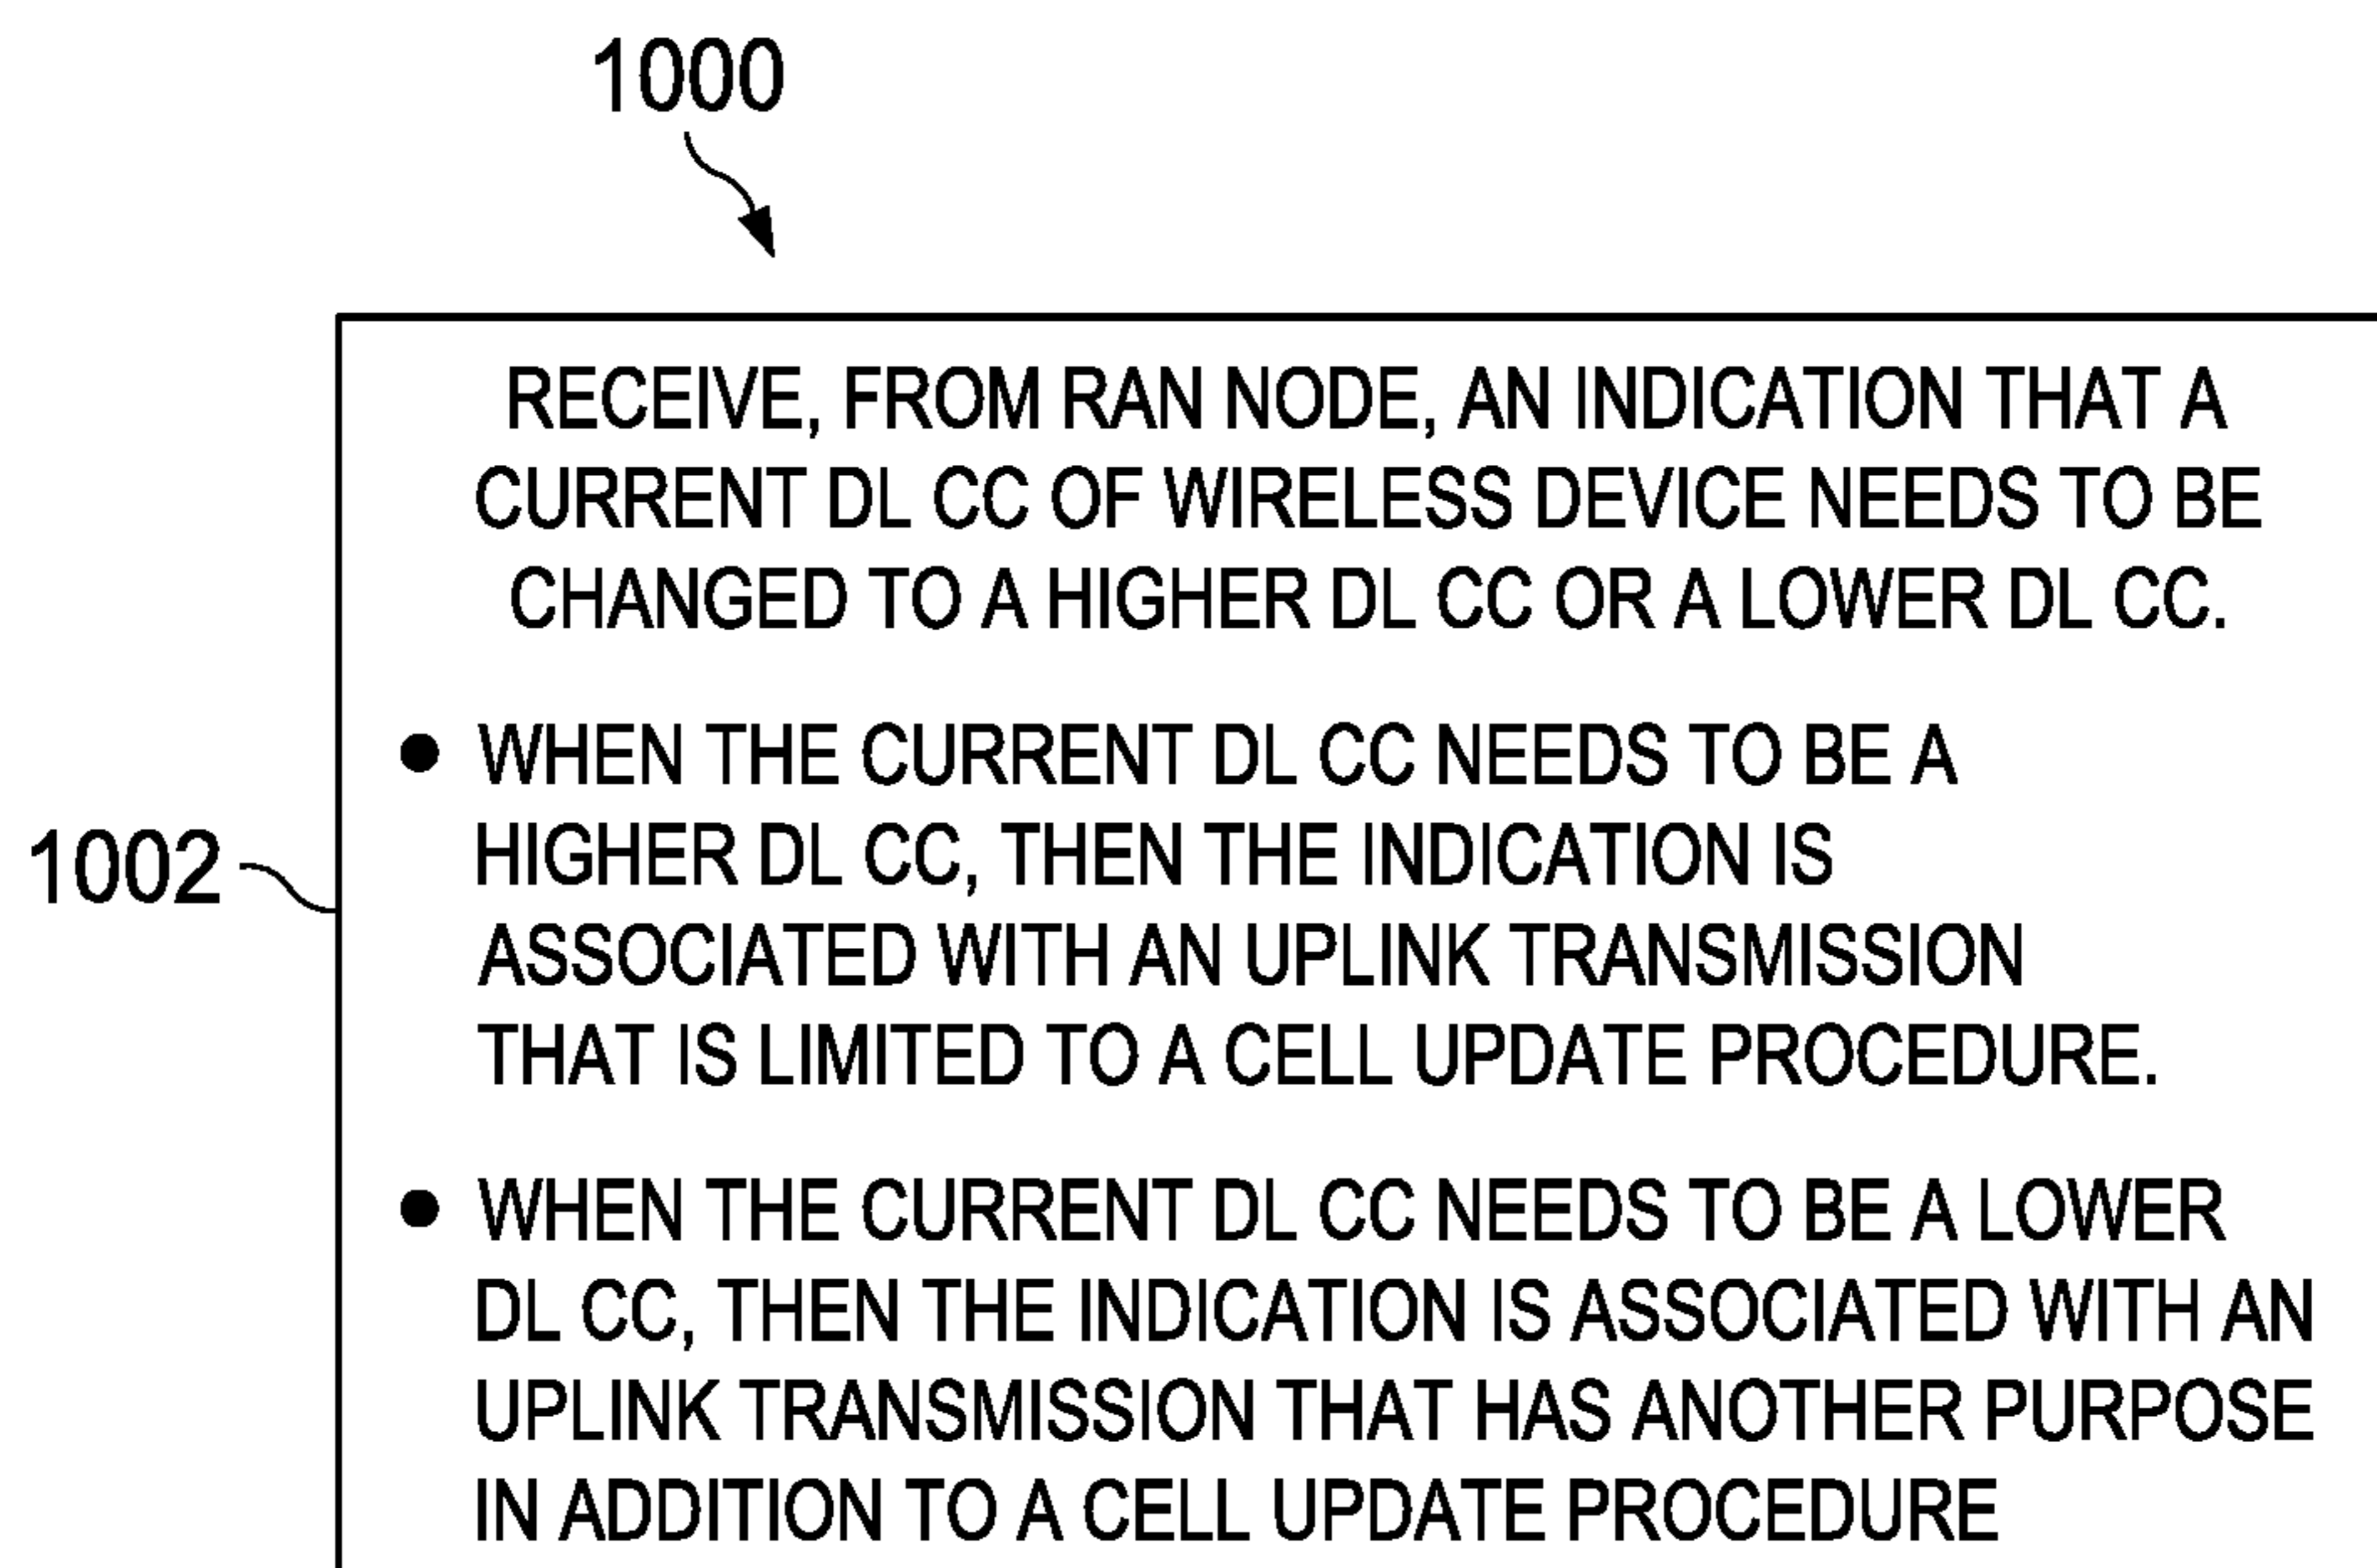 1000
RECEIVE, FROM RAN NODE, AN INDICATION THAT A
CURRENT DL CC OF WIRELESS DEVICE NEEDS TO BE
CHANGED TO A HIGHER DL CC OR A LOWER DL CC.
● WHEN THE CURRENT DL CC NEEDS TO BE A
HIGHER DL CC, THEN THE INDICATION IS
1002
ASSOCIATED WITH AN UPLINK TRANSMISSION
THAT IS LIMITED TO A CELL UPDATE PROCEDURE.
● WHEN THE CURRENT DL CC NEEDS TO BE A LOWER
DL CC, THEN THE INDICATION IS ASSOCIATED WITH AN
UPLINK TRANSMISSION THAT HAS ANOTHER PURPOSE
IN ADDITION TO A CELL UPDATE PROCEDURE